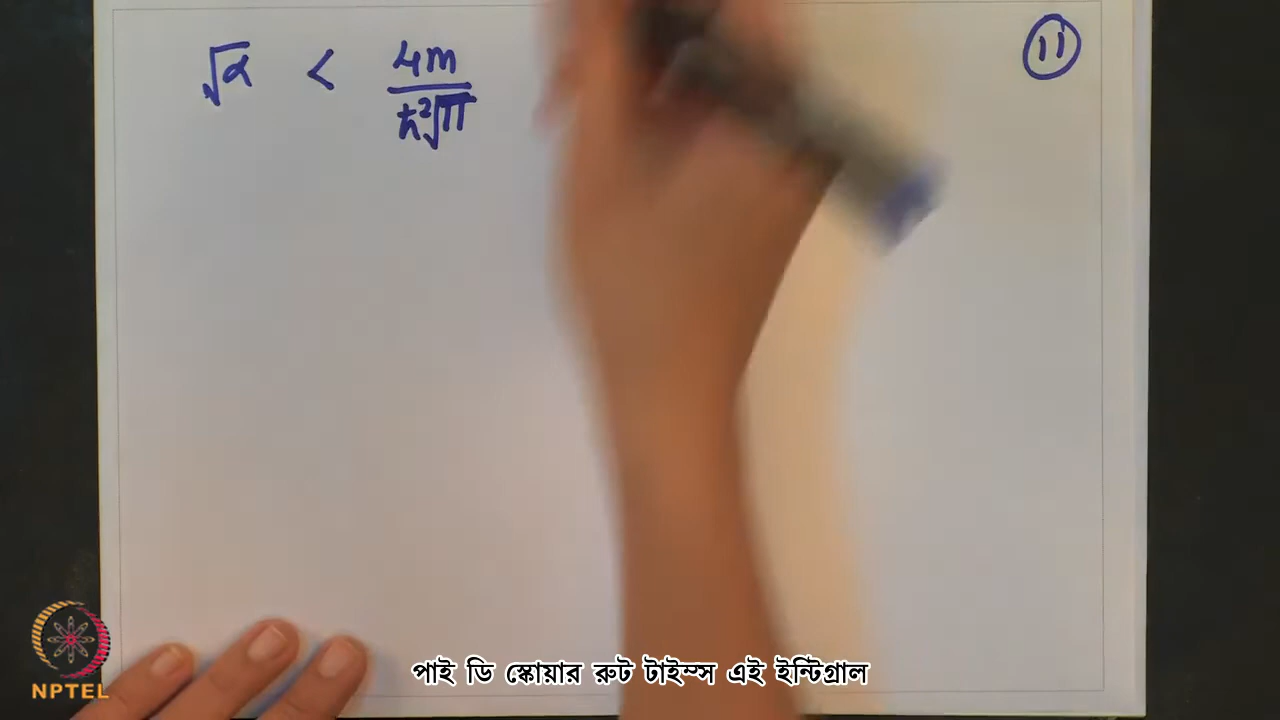 √α < 4m / ħ²√π
11
পাই ডি স্কোয়ার রুট টাইম্স এই ইন্টিগ্রাল
NPTEL